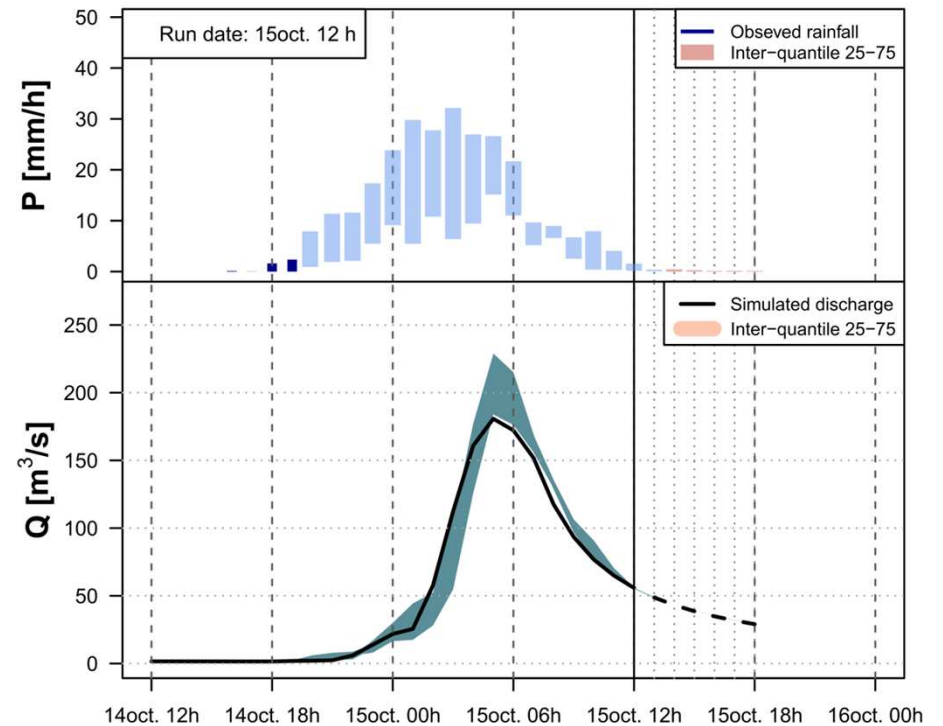 Run date: 15oct. 12 h
Obseved rainfall
Inter−quantile 25−75
P [mm/h]
50
40
30
20
10
0
Simulated discharge
Inter−quantile 25−75
Q [m³/s]
250
200
150
100
50
0
14oct. 12h 14oct. 18h 15oct. 00h 15oct. 06h 15oct. 12h 15oct. 18h 16oct. 00h